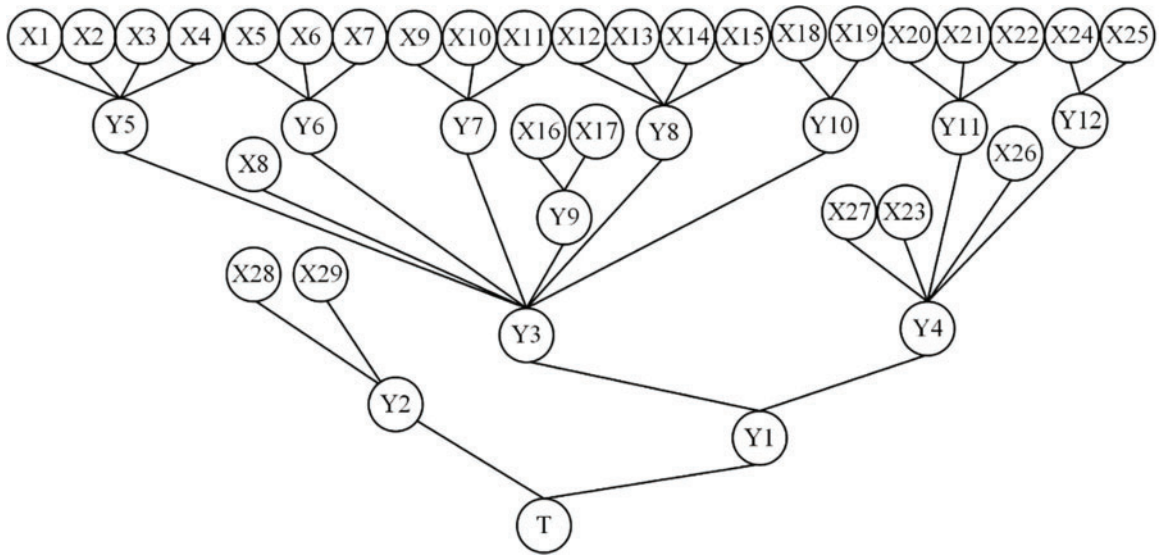 X1 X2 X3 X4 X5 X6 X7 X9 X10 X11 X12 X13 X14 X15 X18 X19 X20 X21 X22 X24 X25
Y5 Y6 Y7 X16 X17 Y8 Y10 Y11 Y12
X8 X26
Y9 X27 X23
X28 X29
Y3 Y4
Y2
Y1
T